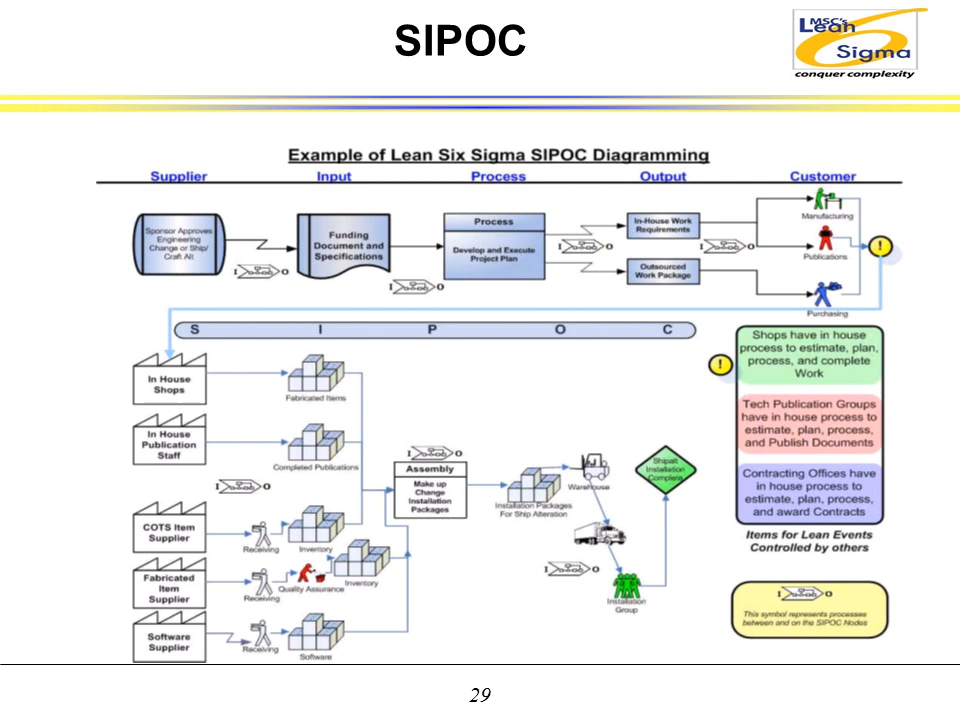 SIPOC
MSC's
Lean
Sigma
conquer complexity
Example of Lean Six Sigma SIPOC Diagramming
Supplier
Input
Process
Output
Customer
Sponsor Approves
Engineering
Change or Ship/
Craft Alt
I O
Funding
Document and
Specifications
I O
Process
Develop and Execute
Project Plan
I O
In-House Work
Requirements
Outsourced
Work Package
I O
Manufacturing
Publications
Purchasing
!
S I P O C
In House
Shops
Fabricated Items
In House
Publication
Staff
Completed Publications
I O
COTS Item
Supplier
Receiving
Inventory
Fabricated
Item
Supplier
Receiving
Quality Assurance
Inventory
Software
Supplier
Receiving
Software
I O
Assembly
Make up
Change
Installation
Packages
Installation Packages
For Ship Alteration
Warehouse
I O
Installation
Group
Shipalt
Installation
Complete
!
Shops have in house
process to estimate, plan,
process, and complete
Work
Tech Publication Groups
have in house process to
estimate, plan, process,
and Publish Documents
Contracting Offices have
in house process to
estimate, plan, process,
and award Contracts
Items for Lean Events
Controlled by others
I O
This symbol represents processes
between and on the SIPOC Nodes
29